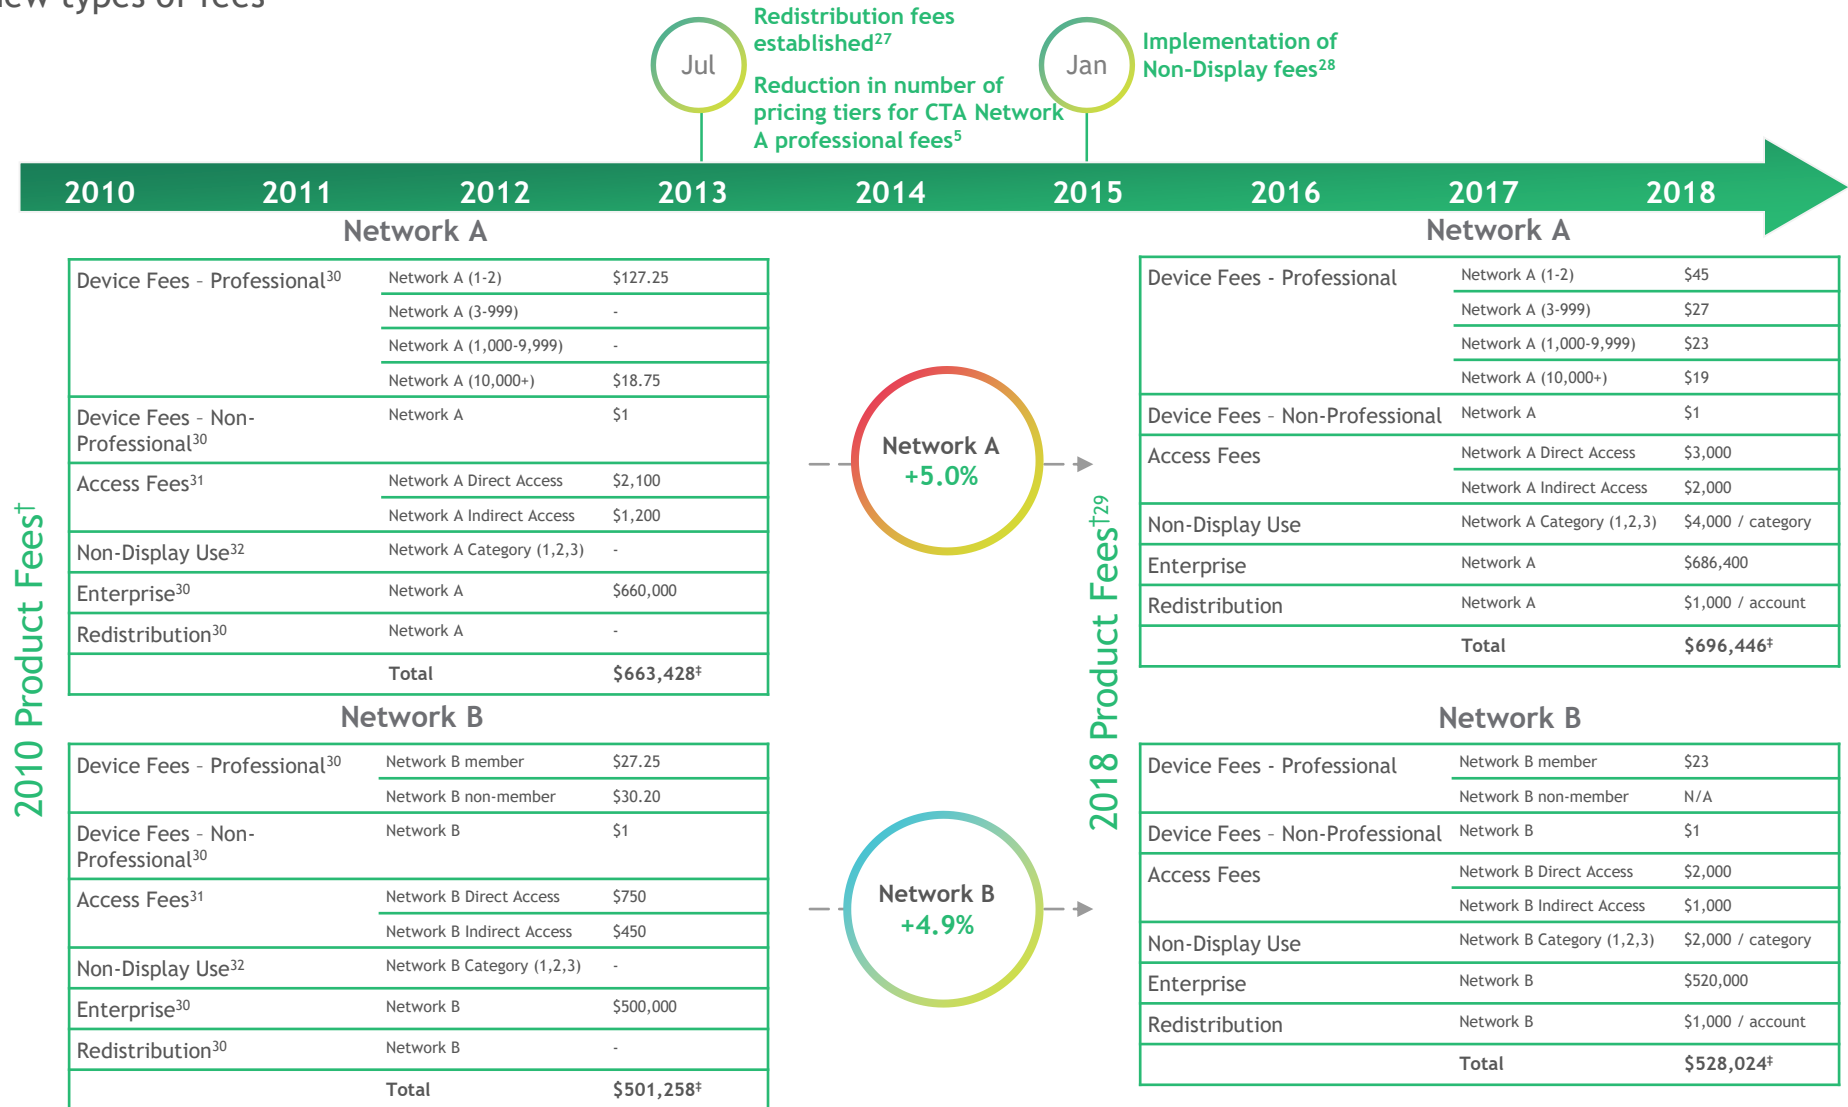 new types of fees
Jul
Redistribution fees
established27
Reduction in number of
pricing tiers for CTA Network
A professional fees5
Jan
Implementation of
Non-Display fees28
2010 2011 2012 2013 2014 2015 2016 2017 2018
2010 Product Fees†
Network A
Device Fees – Professional30 Network A (1-2) $127.25
Network A (3-999) -
Network A (1,000-9,999) -
Network A (10,000+) $18.75
Device Fees – Non- Network A $1
Professional30
Access Fees31 Network A Direct Access $2,100
Network A Indirect Access $1,200
Non-Display Use32 Network A Category (1,2,3) -
Enterprise30 Network A $660,000
Redistribution30 Network A -
Total $663,428‡
Network B
Device Fees – Professional30 Network B member $27.25
Network B non-member $30.20
Device Fees – Non- Network B $1
Professional30
Access Fees31 Network B Direct Access $750
Network B Indirect Access $450
Non-Display Use32 Network B Category (1,2,3) -
Enterprise30 Network B $500,000
Redistribution30 Network B -
Total $501,258‡
Network A
+5.0%
Network B
+4.9%
2018 Product Fees†29
Network A
Device Fees - Professional Network A (1-2) $45
Network A (3-999) $27
Network A (1,000-9,999) $23
Network A (10,000+) $19
Device Fees – Non-Professional Network A $1
Access Fees Network A Direct Access $3,000
Network A Indirect Access $2,000
Non-Display Use Network A Category (1,2,3) $4,000 / category
Enterprise Network A $686,400
Redistribution Network A $1,000 / account
Total $696,446‡
Network B
Device Fees - Professional Network B member $23
Network B non-member N/A
Device Fees – Non-Professional Network B $1
Access Fees Network B Direct Access $2,000
Network B Indirect Access $1,000
Non-Display Use Network B Category (1,2,3) $2,000 / category
Enterprise Network B $520,000
Redistribution Network B $1,000 / account
Total $528,024‡